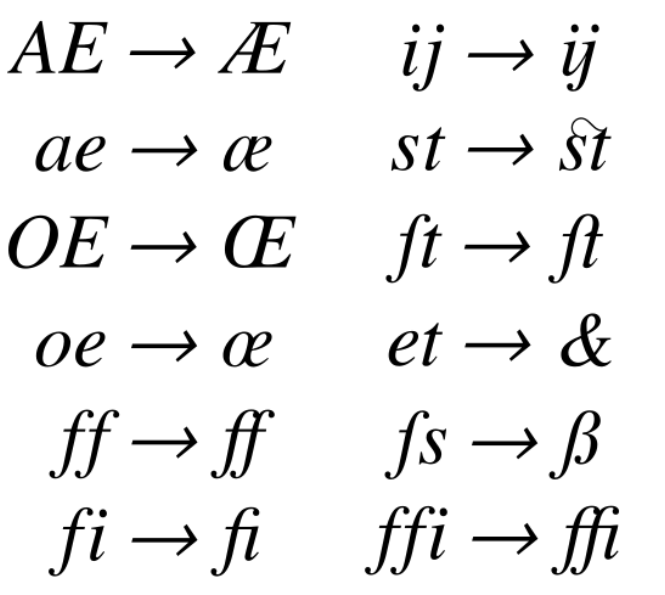 AE → Æ ij → ij
ae → æ st → st
OE → Œ ſt → ſt
oe → œ et → &
ff → ff ſs → ß
fi → fi ffi → ffi